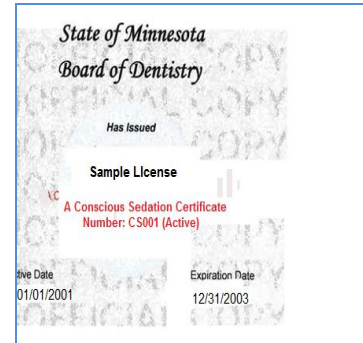 State of Minnesota
Board of Dentistry
Has Issued
Sample License
A Conscious Sedation Certificate
Number: CS001 (Active)
tive Date
Expiration Date
01/01/2001
12/31/2003